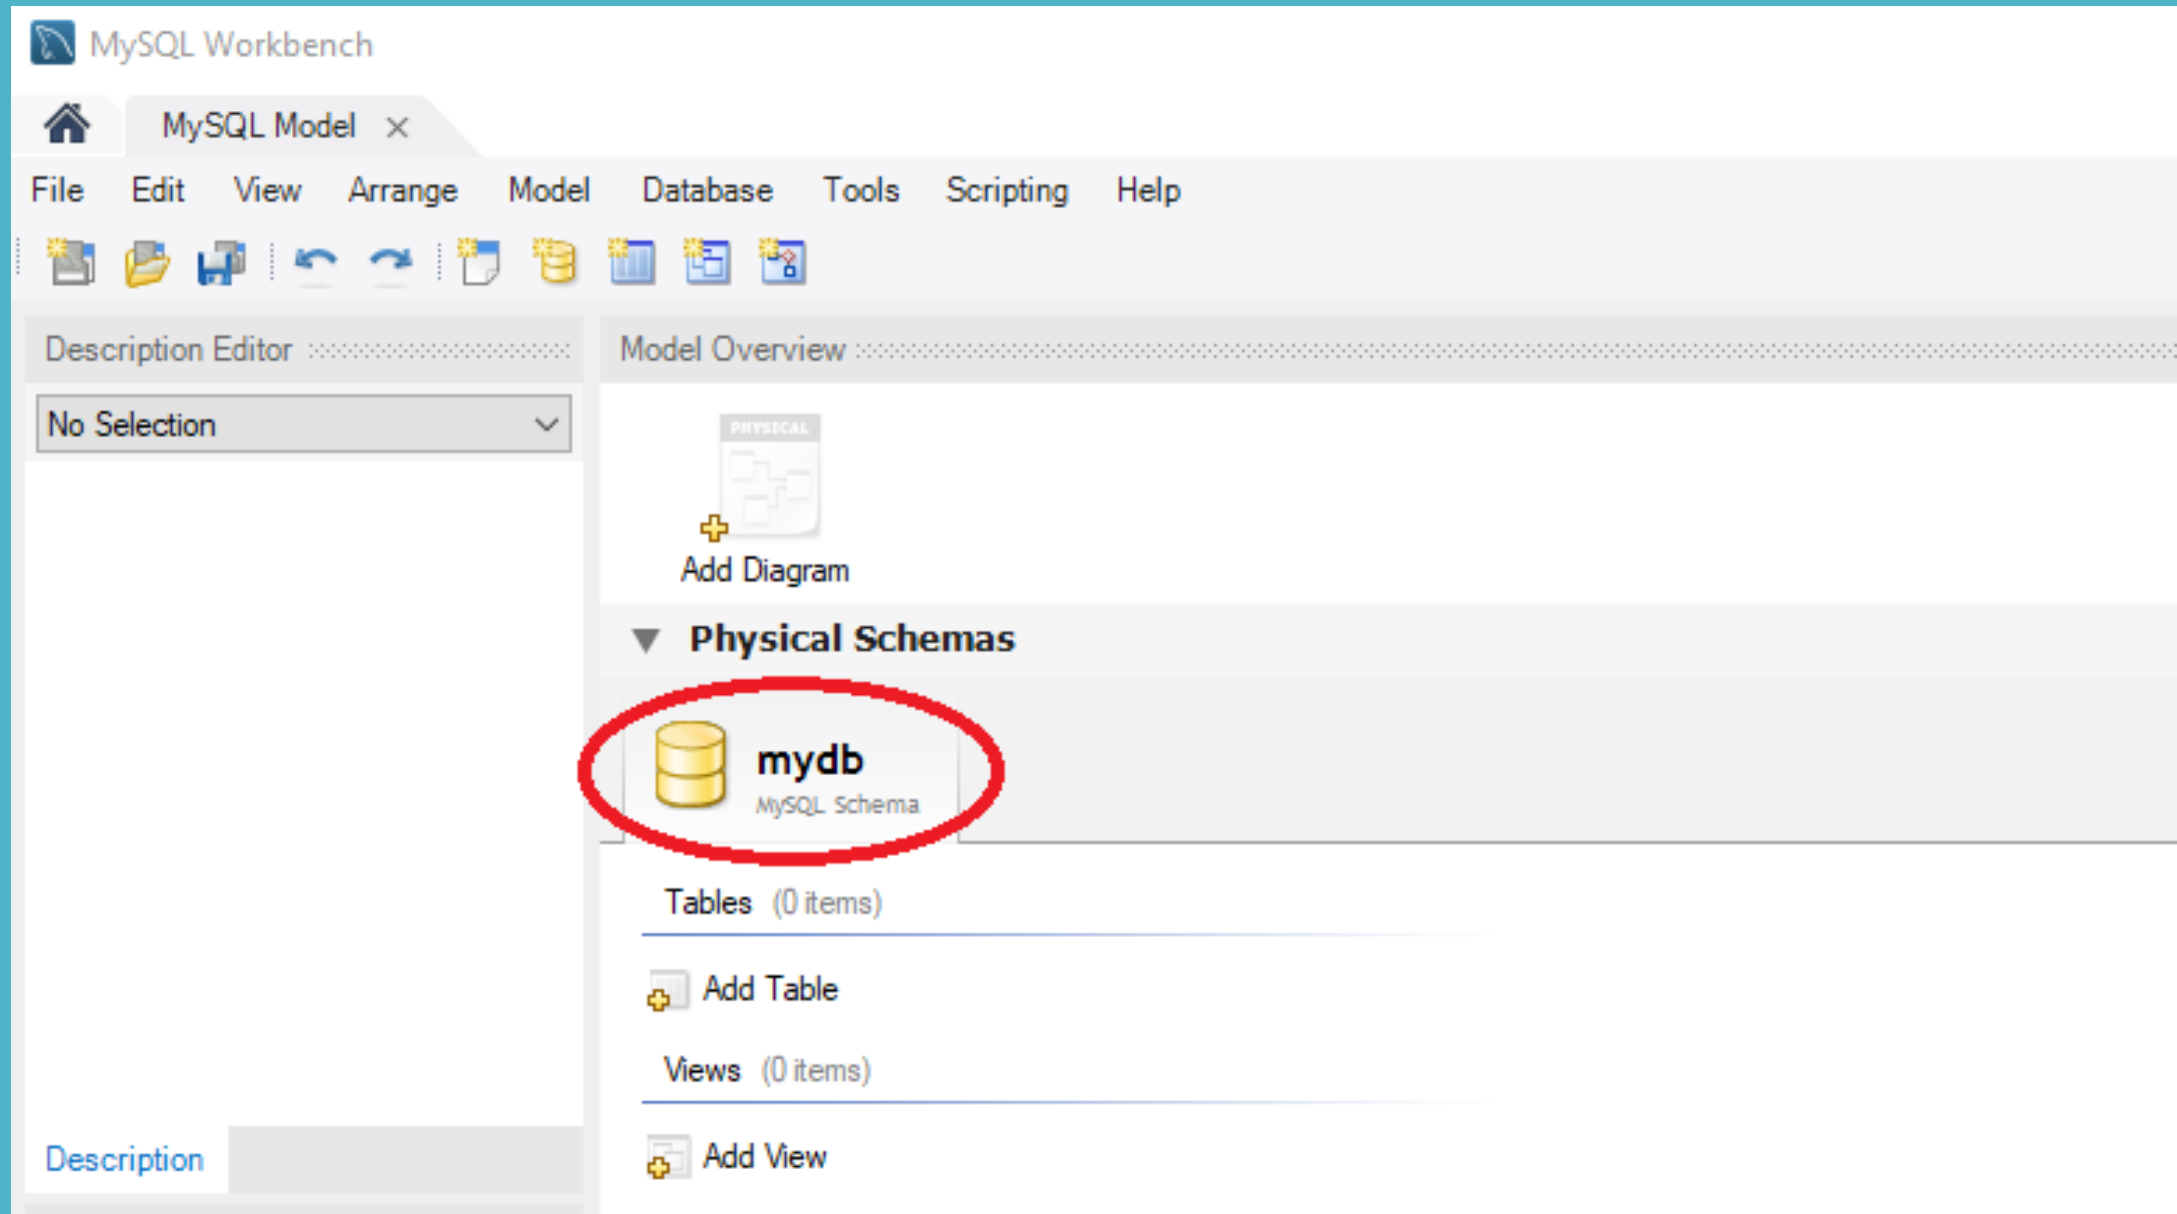 MySQL Workbench
MySQL Model
File Edit View Arrange Model Database Tools Scripting Help
Description Editor
Model Overview
No Selection
PHYSICAL
Add Diagram
Physical Schemas
mydb
MySQL Schema
Tables (0 items)
Add Table
Views (0 items)
Add View
Description